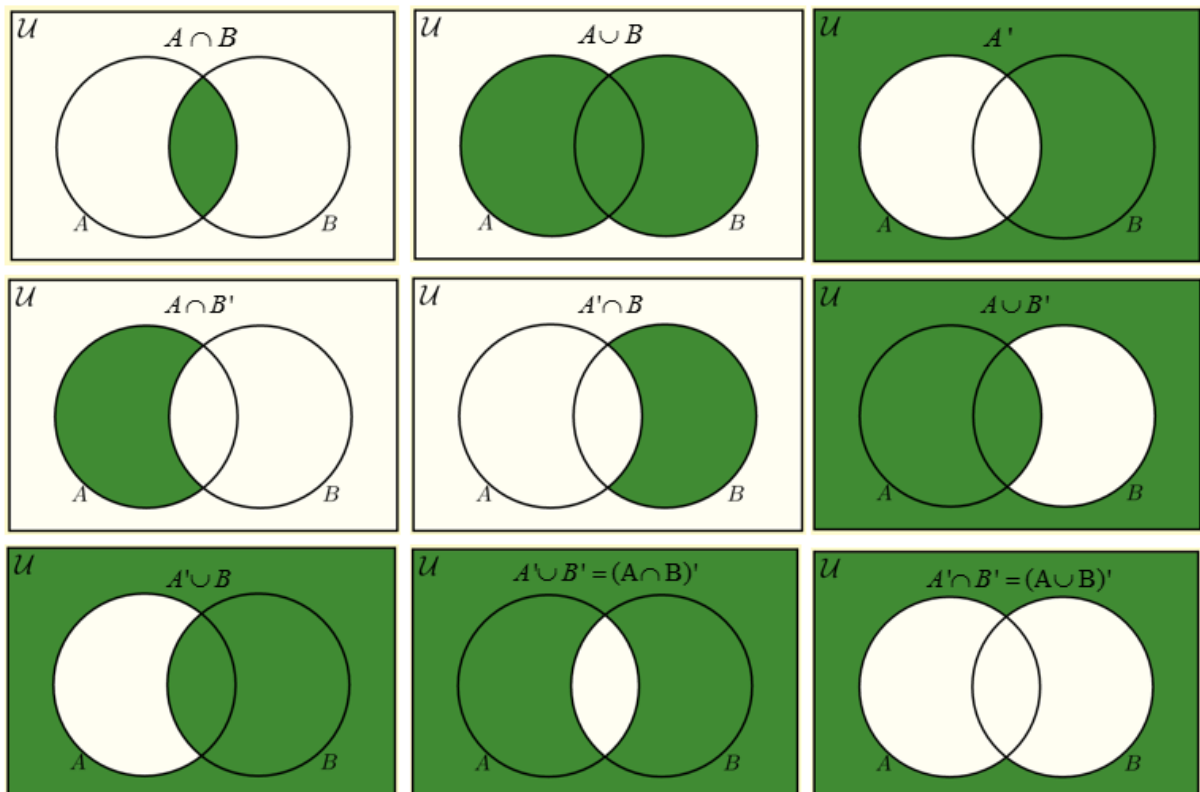 𝒰
A ∩ B
A
B
𝒰
A ∪ B
A
B
𝒰
A'
A
B
𝒰
A ∩ B'
A
B
𝒰
A' ∩ B
A
B
𝒰
A ∪ B'
A
B
𝒰
A' ∪ B
A
B
𝒰
A' ∪ B' = (A ∩ B)'
A
B
𝒰
A' ∩ B' = (A ∪ B)'
A
B